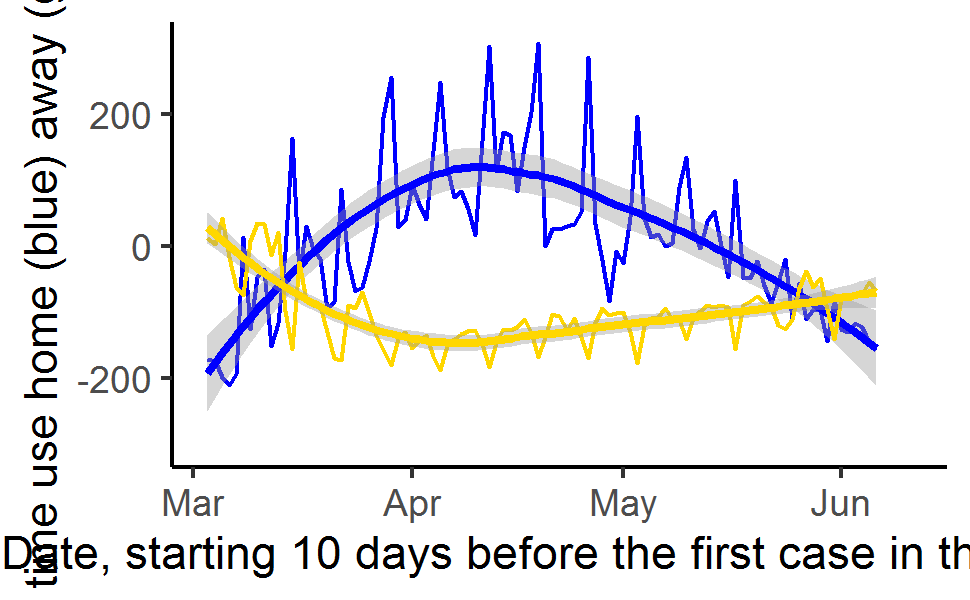 time use home (blue) away (g
200
0
-200
Mar Apr May Jun
Date, starting 10 days before the first case in th